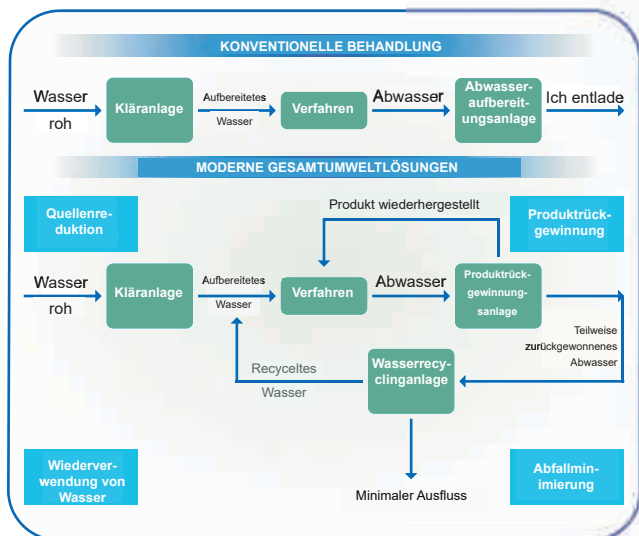 KONVENTIONELLE BEHANDLUNG
Wasser
roh
Kläranlage
Aufbereitetes
Wasser
Verfahren
Abwasser
Abwasser-
aufbereit-
ungsanlage
Ich entlade
MODERNE GESAMTUMWELTLÖSUNGEN
Quellenre-
duktion
Produkt wiederhergestellt
Produktrück-
gewinnung
Wasser
roh
Kläranlage
Aufbereitetes
Wasser
Verfahren
Abwasser
Produktrück-
gewinnung-
sanlage
Teilweise
zurückgewonnenes
Abwasser
Recyceltes
Wasser
Wasserrecy-
clinganlage
Wiederver-
wendung von
Wasser
Minimaler Ausfluss
Abfallmin-
imierung